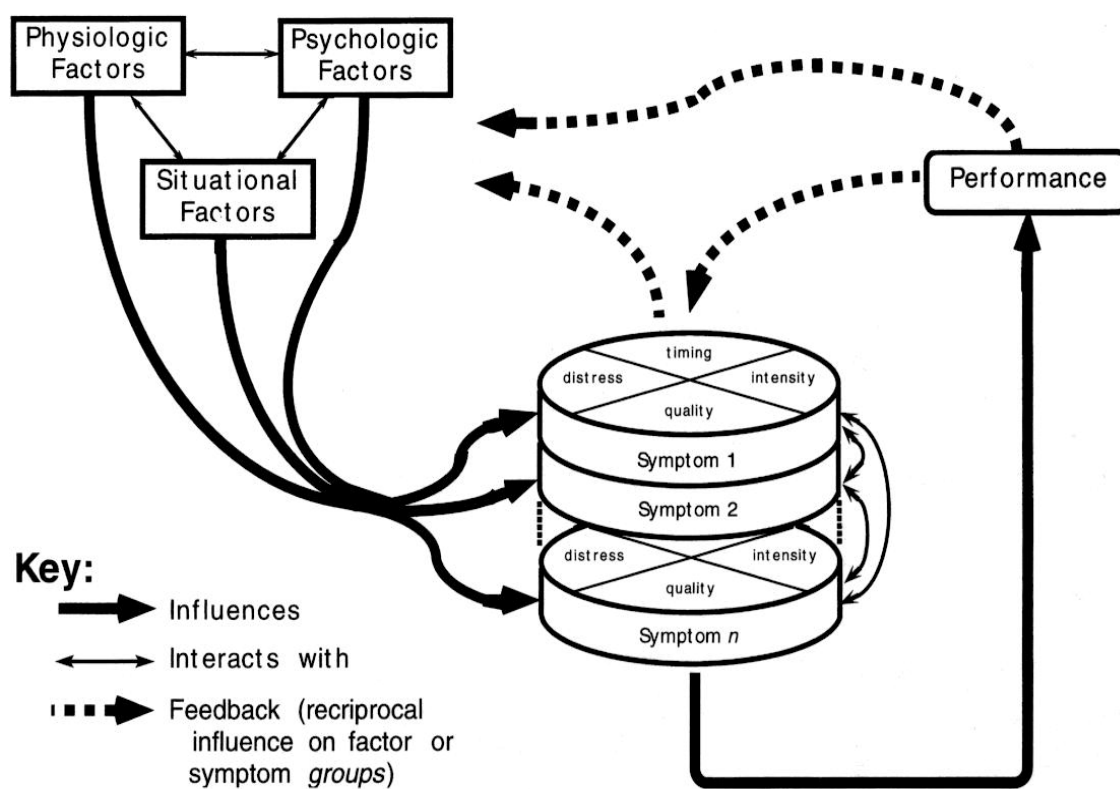 Physiologic
Factors
Psychologic
Factors
Situational
Factors
Performance
timing
distress
intensity
quality
Symptom 1
Symptom 2
distress
intensity
quality
Symptom n
Key:
Influences
Interacts with
Feedback (recriprocal
influence on factor or
symptom groups)